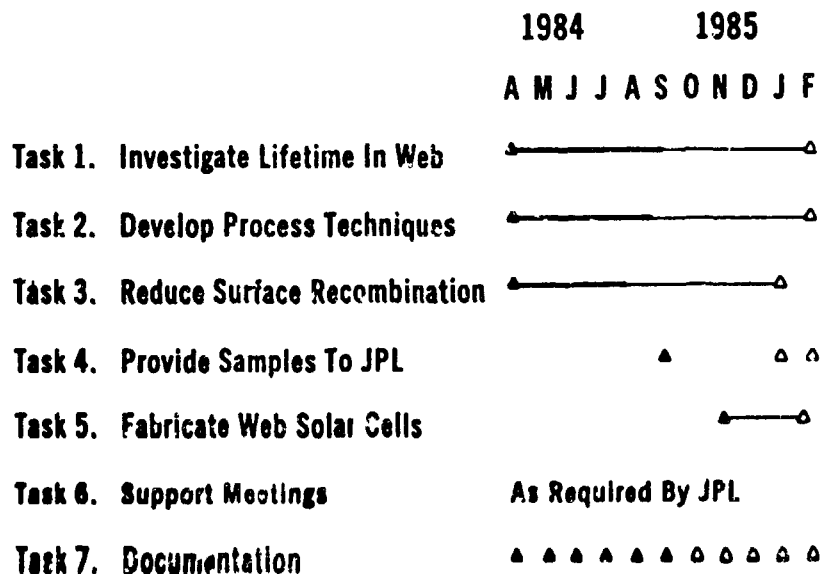 1984 1985
A M J J A S O N D J F
Task 1. Investigate Lifetime In Web
Task 2. Develop Process Techniques
Task 3. Reduce Surface Recombination
Task 4. Provide Samples To JPL
Task 5. Fabricate Web Solar Cells
Task 6. Support Meetings As Required By JPL
Task 7. Documentation